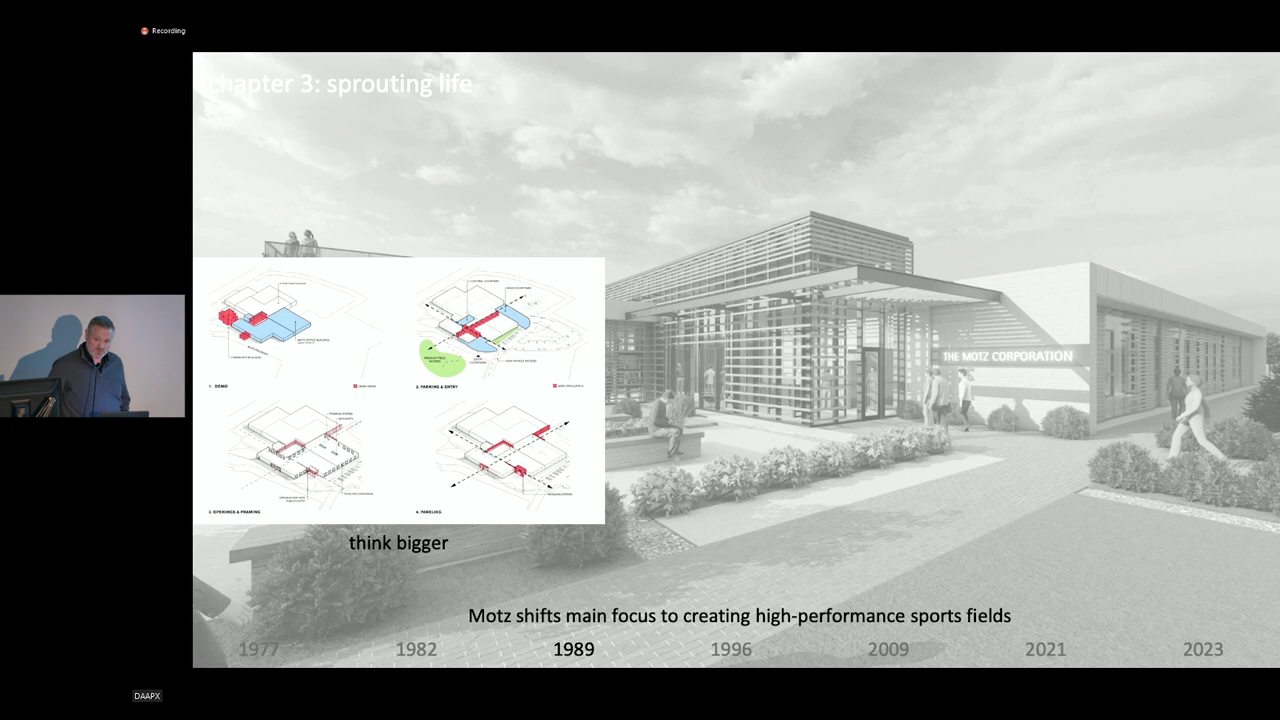 Recording
chapter 3: sprouting life
1. DEMO
2. PARKING & ENTRY
3. OPENINGS & FRAMING
4. PANELING
THE MOTZ CORPORATION
think bigger
Motz shifts main focus to creating high-performance sports fields
1977 1982 1989 1996 2009 2021 2023
DAAPX